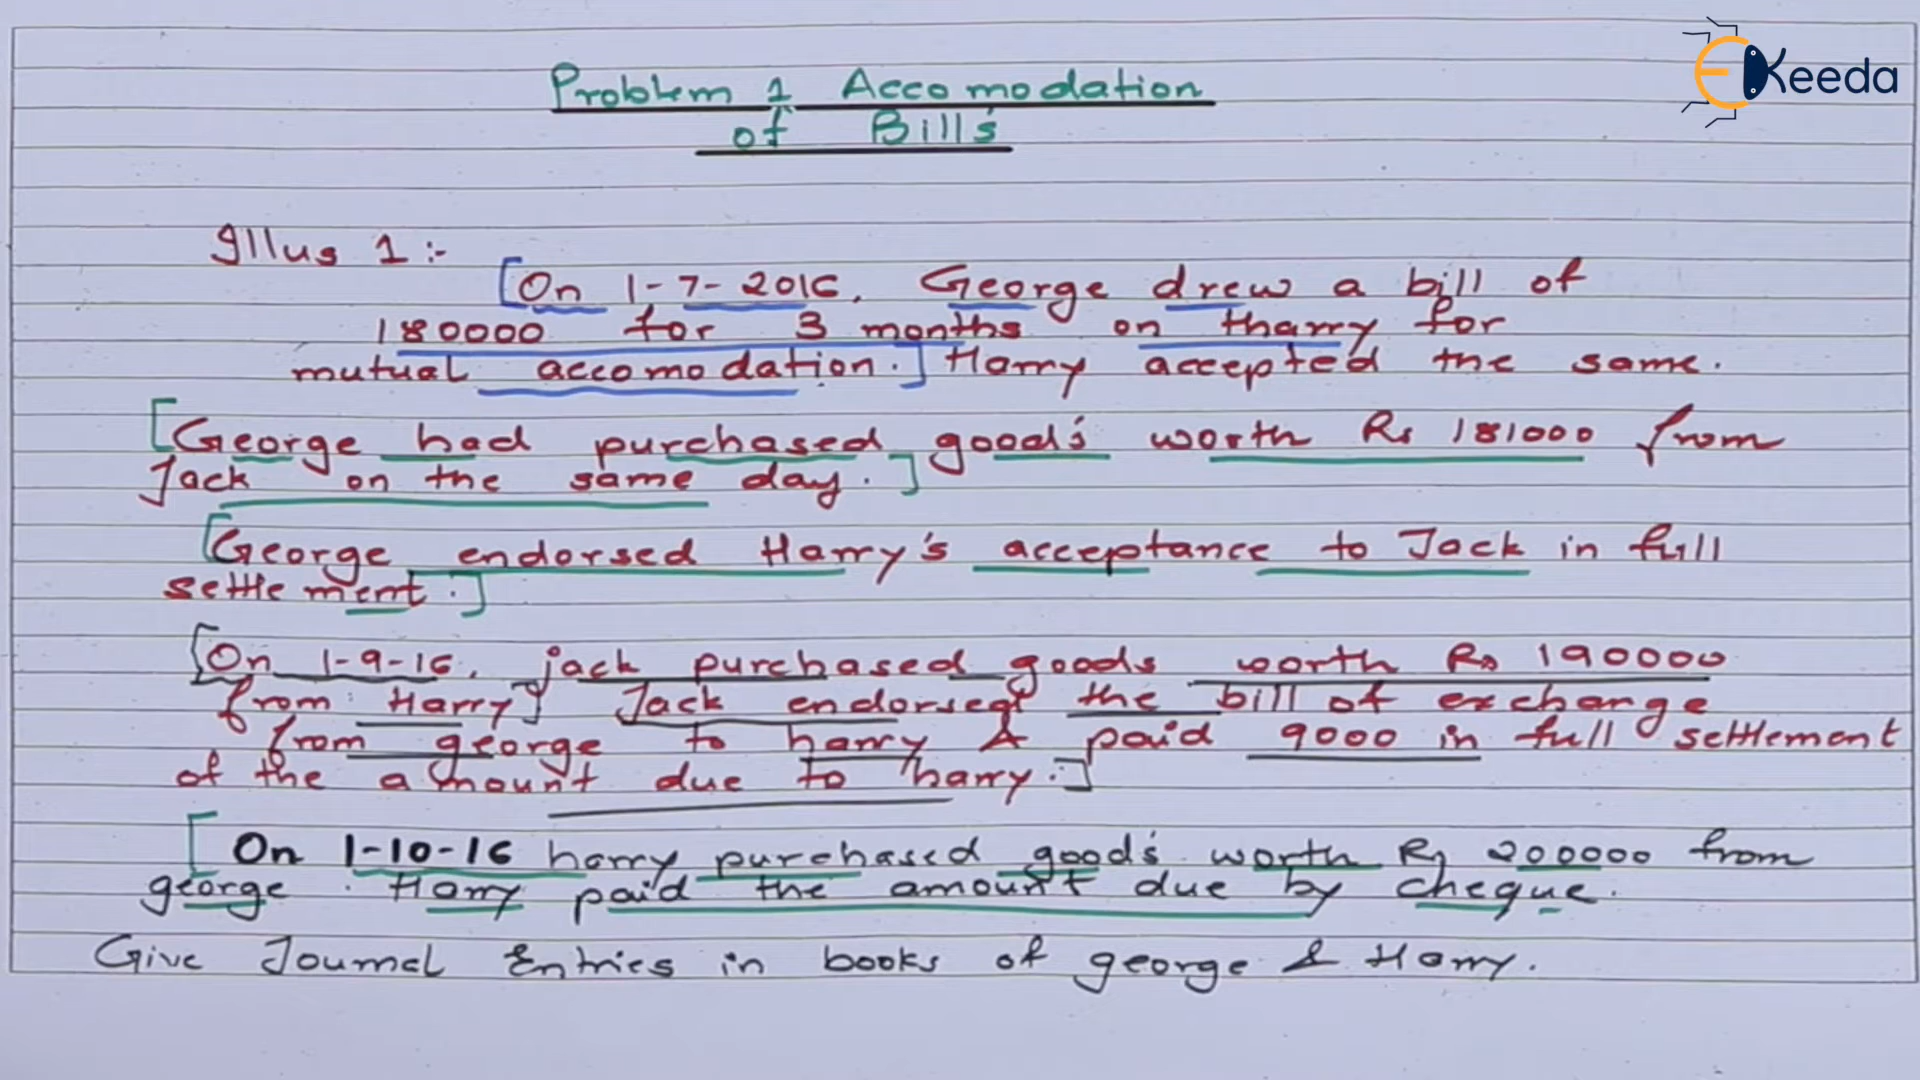 Keeda
Problem 1 Accomodation
of Bills
Illus 1:-
[On 1-7-2016, George drew a bill of
180000 for 3 months on tharry for
mutual accomodation.] Harry accepted the same.
[George had purchased goods worth Rs 181000 from
Jack on the same day.]
[George endorsed Harry's acceptance to Jack in full
settlement.]
[On 1-9-16, jack purchased goods worth Rs 190000
from Harry] Jack endorsed the bill of exchange
from george to harry & paid 9000 in full settlement
of the amount due to harry.]
[On 1-10-16 harry purchased goods worth Rs 200000 from
george. Harry paid the amount due by cheque.
Give Journal Entries in books of george & Harry.